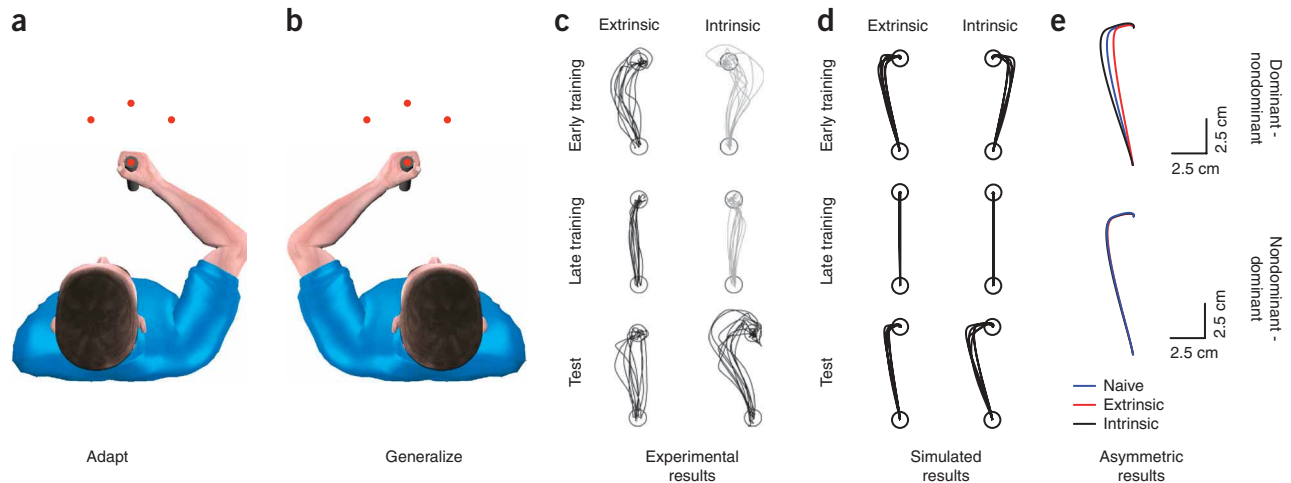 a
b
c
d
e
Extrinsic
Intrinsic
Early training
Late training
Test
Extrinsic
Intrinsic
Early training
Late training
Test
2.5 cm
2.5 cm
Dominant -
nondominant
2.5 cm
2.5 cm
Nondominant -
dominant
Naive
Extrinsic
Intrinsic
Adapt
Generalize
Experimental
results
Simulated
results
Asymmetric
results